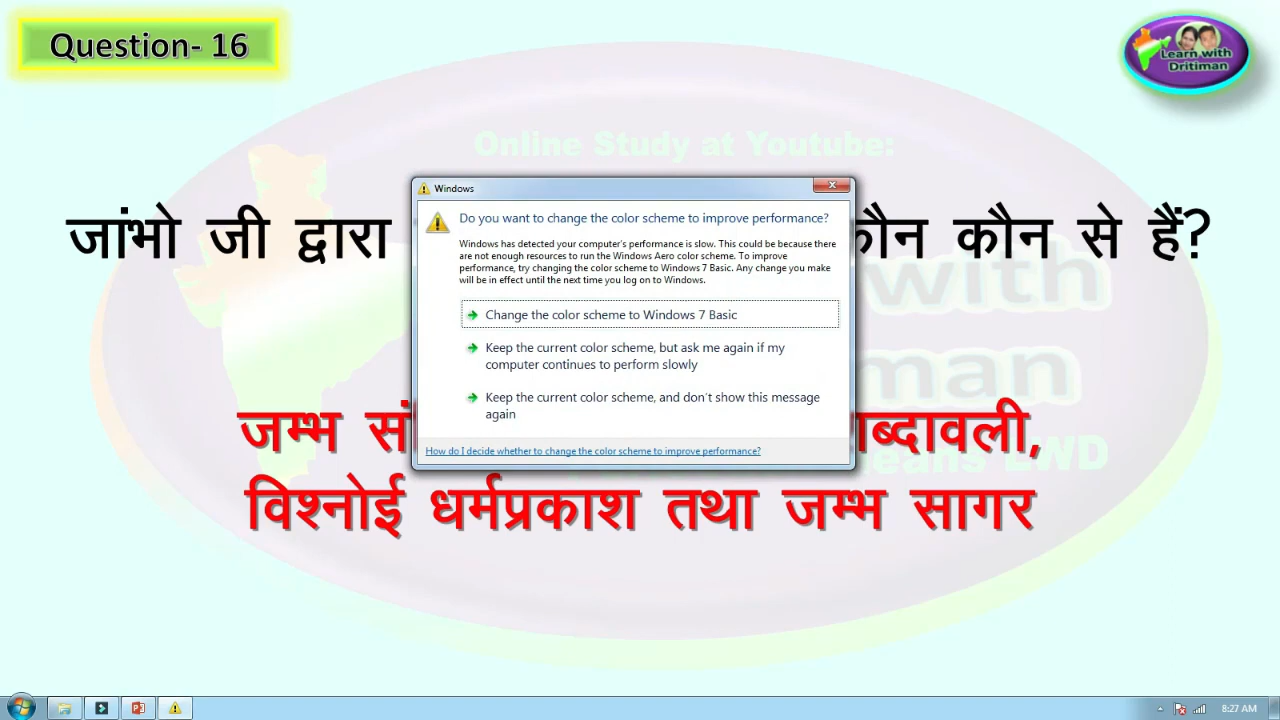 Question- 16
Learn with
Dritiman
Online Study at Youtube:
जांभो जी द्वारा कौन कौन से हैं?
Windows
Do you want to change the color scheme to improve performance?
Windows has detected your computer's performance is slow. This could be because there
are not enough resources to run the Windows Aero color scheme. To improve
performance, try changing the color scheme to Windows 7 Basic. Any change you make
will be in effect until the next time you log on to Windows.
Change the color scheme to Windows 7 Basic
Keep the current color scheme, but ask me again if my
computer continues to perform slowly
Keep the current color scheme, and don't show this message
again
How do I decide whether to change the color scheme to improve performance?
with
जम्भ
विश्नोई धर्मप्रकाश तथा जम्भ सागर
8:27 AM